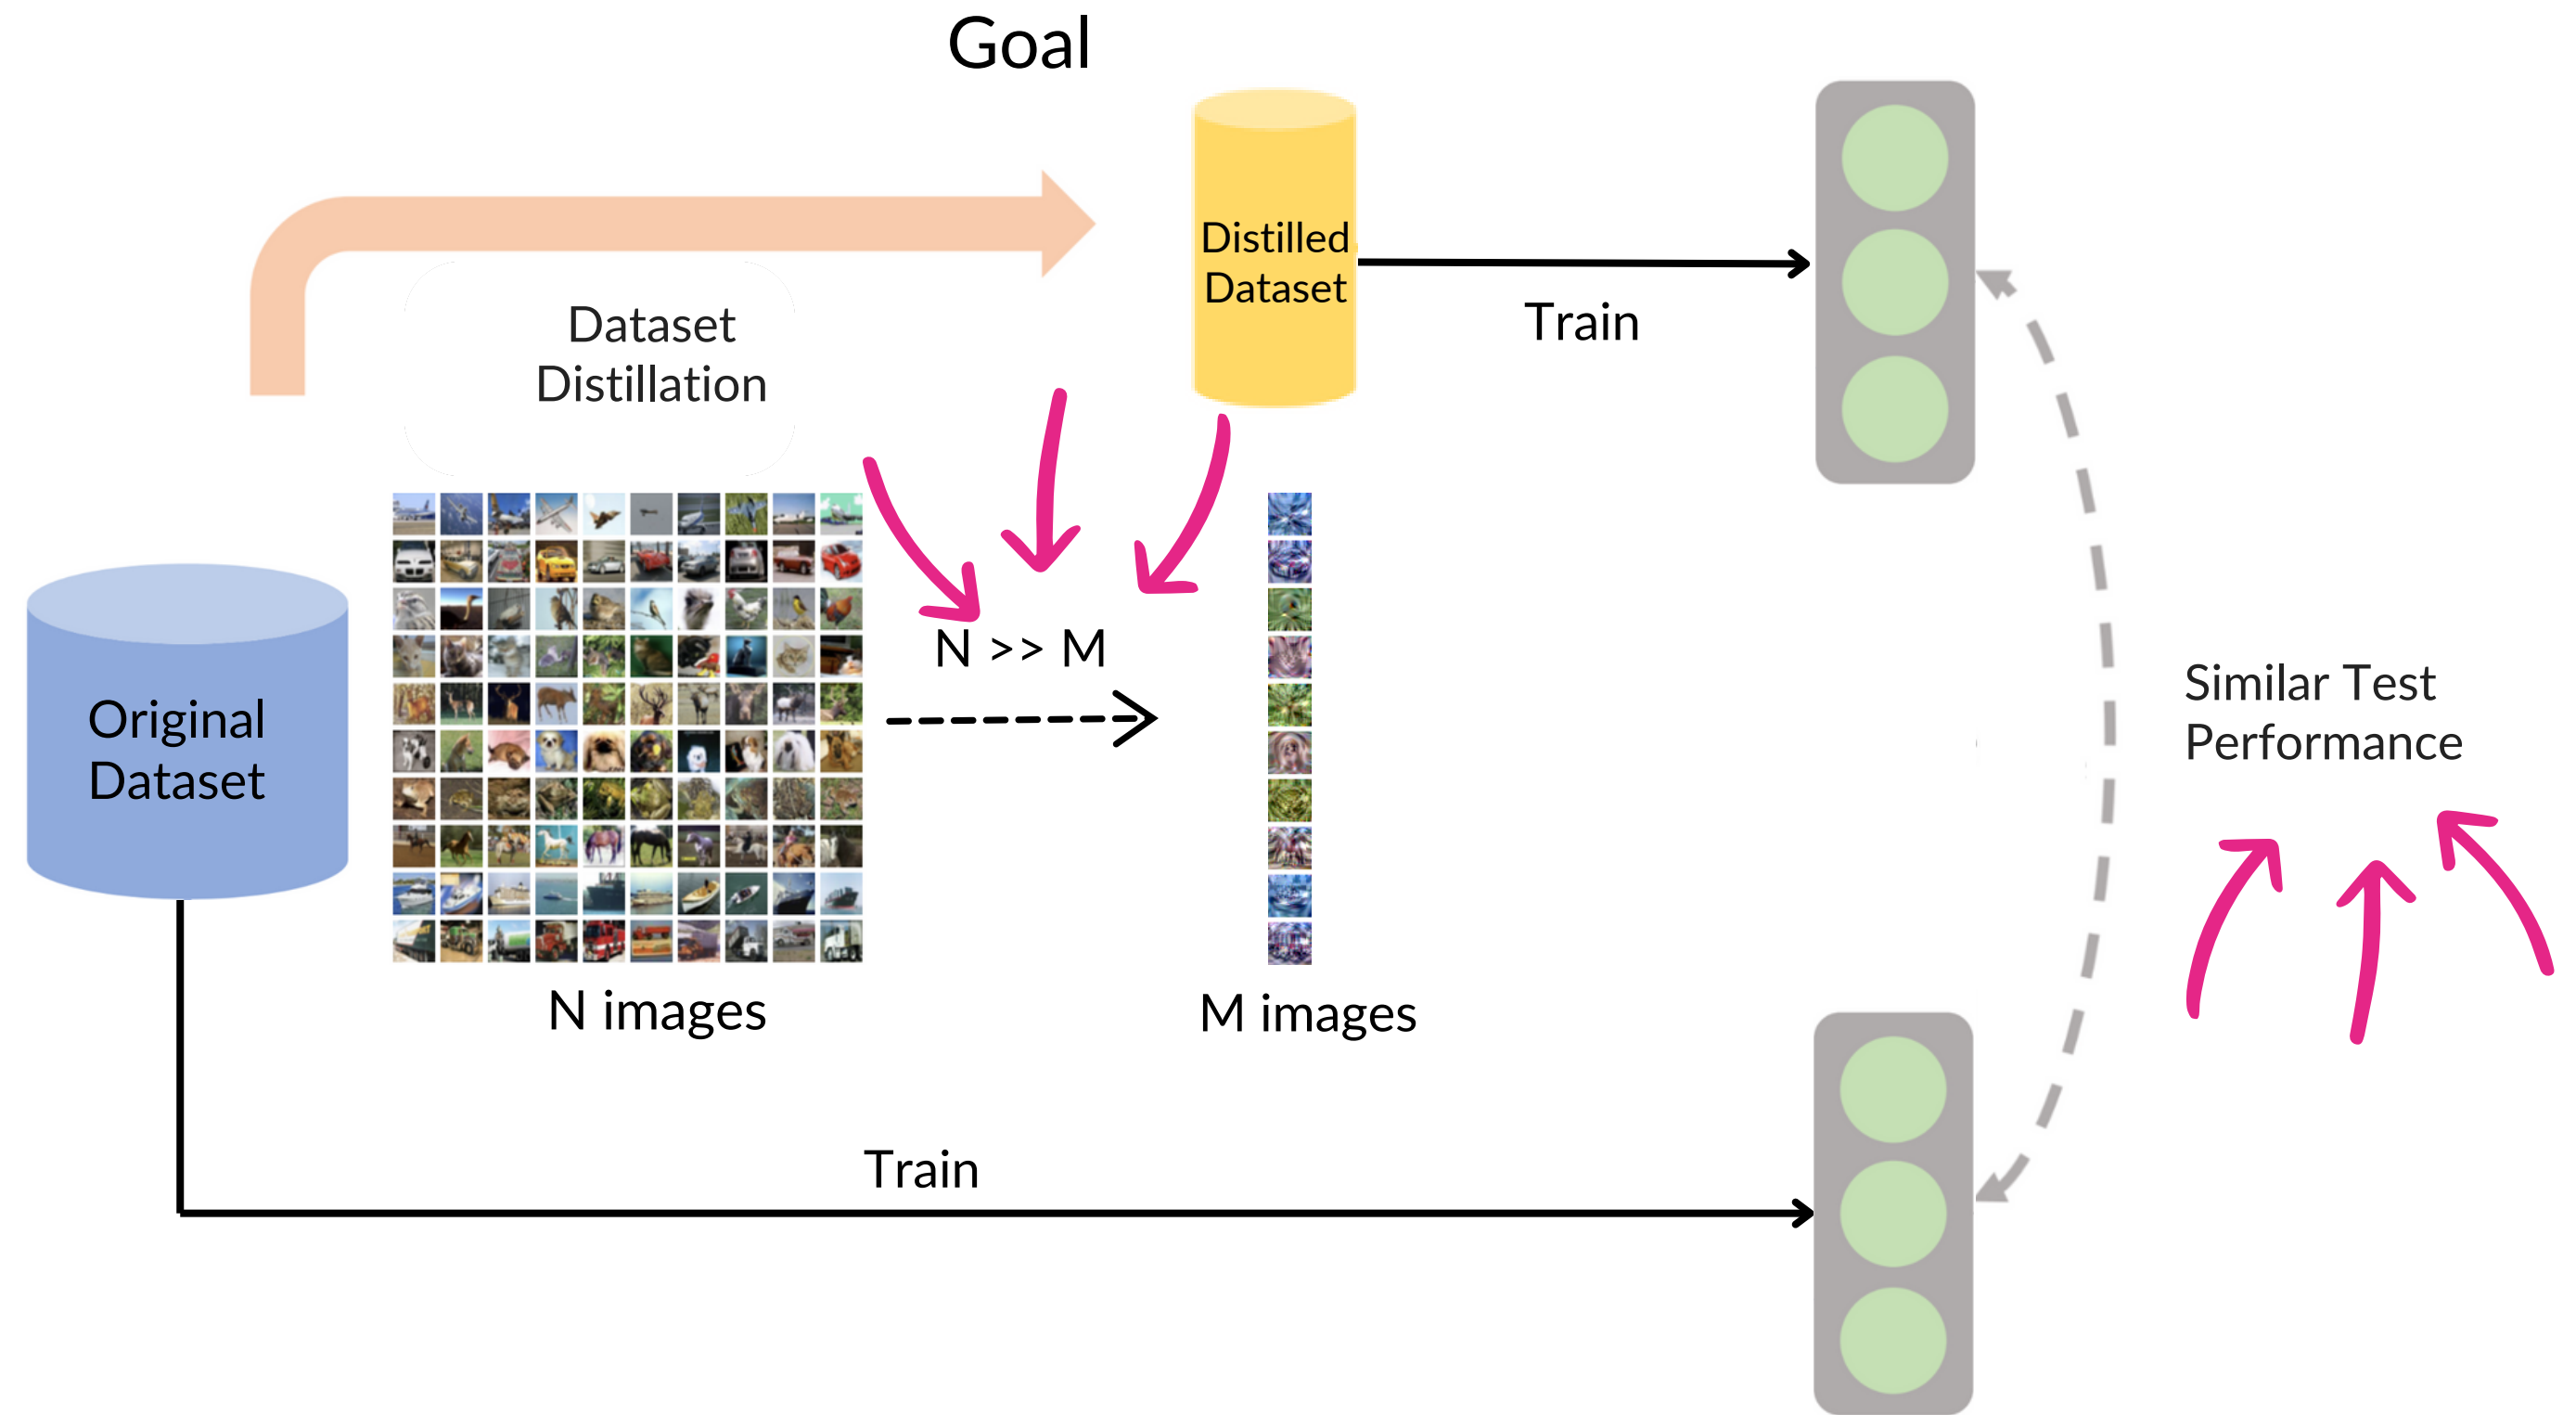 Goal
Distilled
Dataset
Train
Dataset
Distillation
N >> M
Original
Dataset
Similar Test
Performance
N images
M images
Train